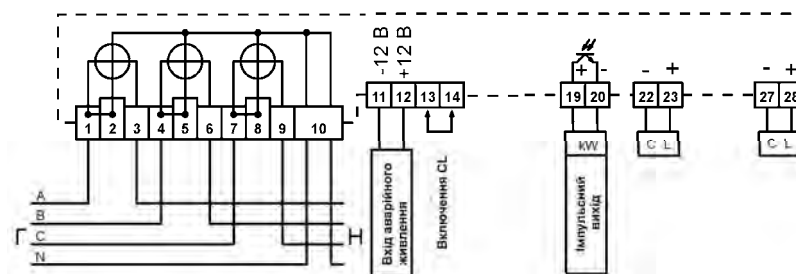 -12 В
+12 В
+ -
- +
- +
1 2 3 4 5 6 7 8 9 10
11 12 13 14
19 20
22 23
27 28
kW
C L
C L
A
B
C
N
Г
Н
Вхід аварійного живлення
Включення CL
Імпульсний вихід